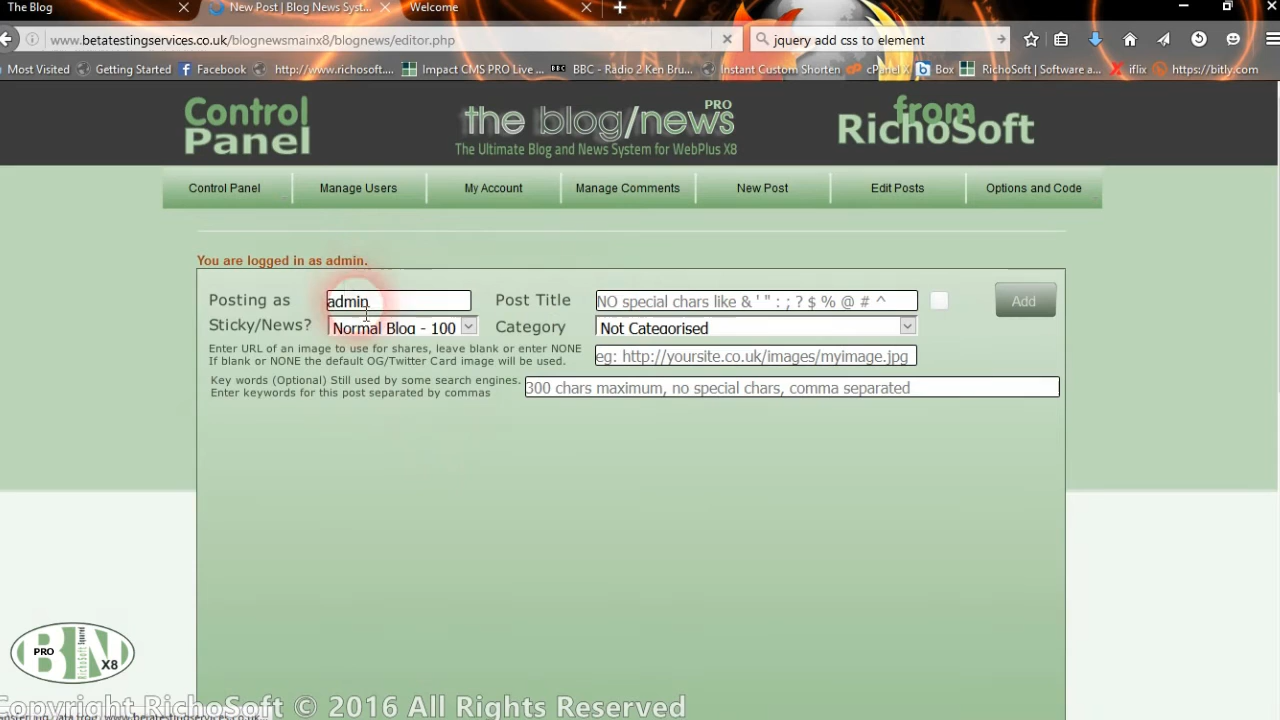 The Blog
New Post | Blog News Syst...
Welcome
www.betatestingservices.co.uk/blognewsmainx8/blognews/editor.php
jquery add css to element
Most Visited
Getting Started
Facebook
http://www.richosoft....
Impact CMS PRO Live ...
BBC - Radio 2 Ken Bru...
Instant Custom Shorten
cPanel X
Box
RichoSoft | Software a...
iflix
https://bitly.com
Control
Panel
the blog/news PRO
The Ultimate Blog and News System for WebPlus X8
from
RichoSoft
Control Panel
Manage Users
My Account
Manage Comments
New Post
Edit Posts
Options and Code
You are logged in as admin.
Posting as
admin
Post Title
NO special chars like & ' " : ; ? $ % @ # ^
Add
Sticky/News?
Normal Blog - 100
Category
Not Categorised
Enter URL of an image to use for shares, leave blank or enter NONE
If blank or NONE the default OG/Twitter Card image will be used.
eg: http://yoursite.co.uk/images/myimage.jpg
Key words (Optional) Still used by some search engines.
Enter keywords for this post separated by commas
300 chars maximum, no special chars, comma separated
BN
PRO
X8
Copyright RichoSoft © 2016 All Rights Reserved